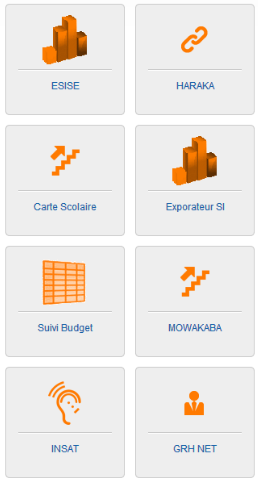 ESISE
HARAKA
Carte Scolaire
Exporateur SI
Suivi Budget
MOWAKABA
INSAT
GRH NET